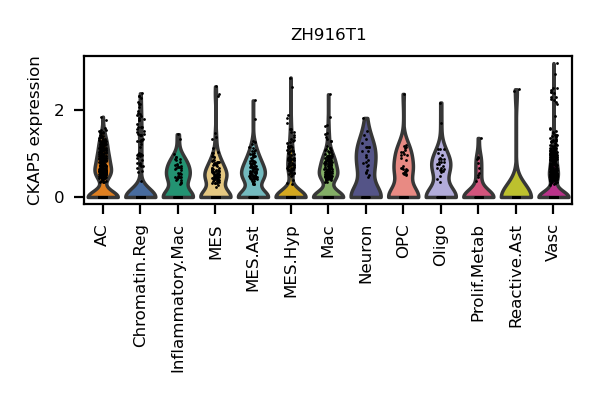 ZH916T1
CKAP5 expression
2
0
AC
Chromatin.Reg
Inflammatory.Mac
MES
MES.Ast
MES.Hyp
Mac
Neuron
OPC
Oligo
Prolif.Metab
Reactive.Ast
Vasc